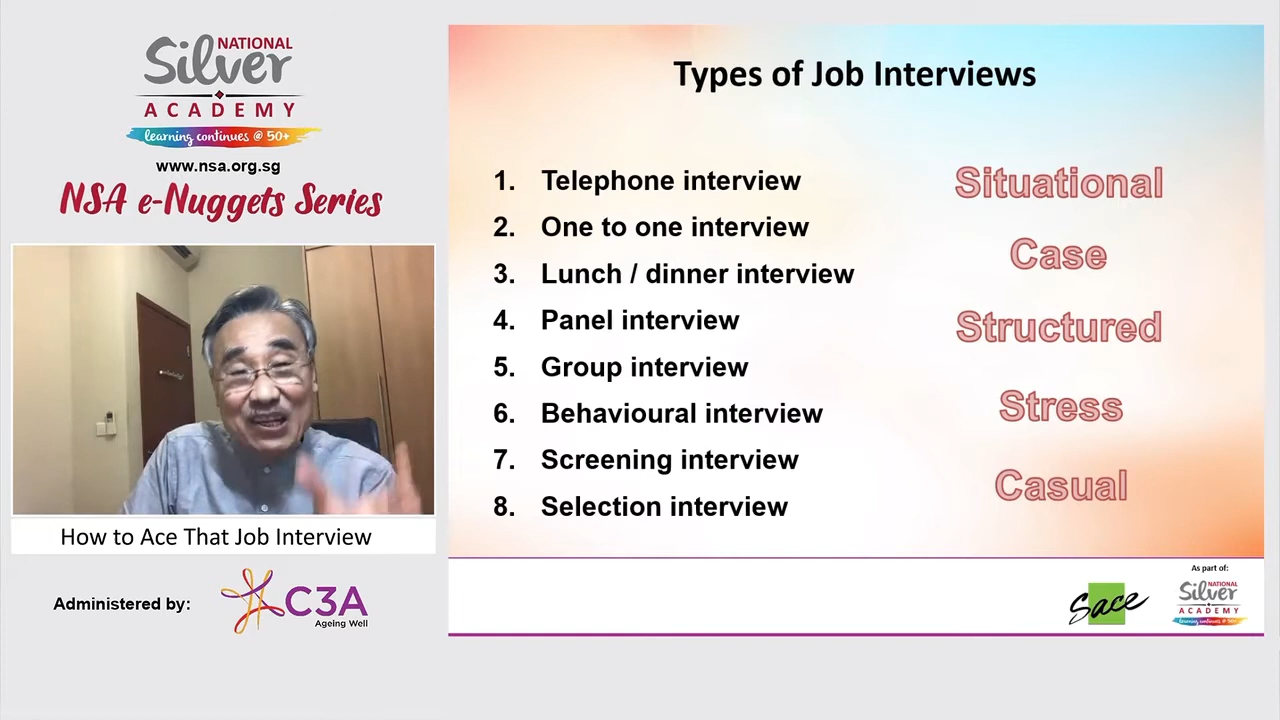 NATIONAL
Silver
ACADEMY
learning continues @ 50+
www.nsa.org.sg
NSA e-Nuggets Series
How to Ace That Job Interview
Administered by:
C3A
Ageing Well
Types of Job Interviews
1. Telephone interview
2. One to one interview
3. Lunch / dinner interview
4. Panel interview
5. Group interview
6. Behavioural interview
7. Screening interview
8. Selection interview
Situational
Case
Structured
Stress
Casual
Sace
As part of:
NATIONAL
Silver
ACADEMY
learning continues @ 50+